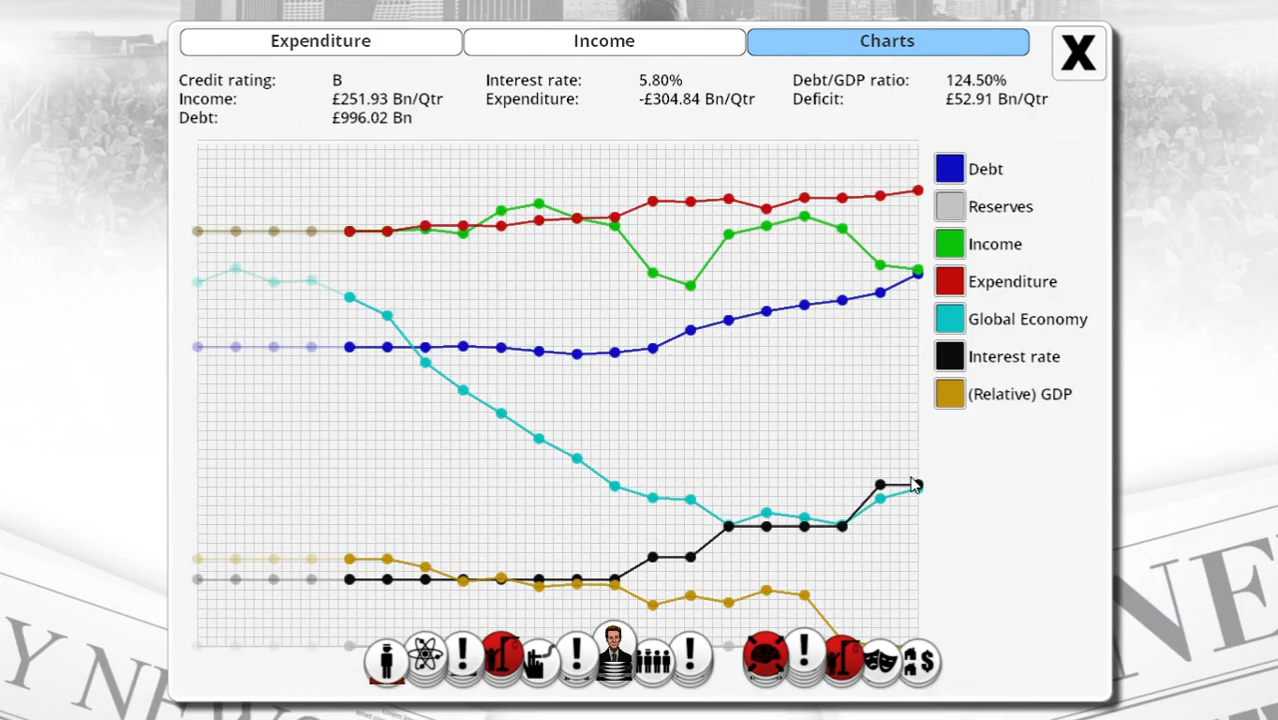 Expenditure
Income
Charts
X
Credit rating: B Interest rate: 5.80% Debt/GDP ratio: 124.50%
Income: £251.93 Bn/Qtr Expenditure: -£304.84 Bn/Qtr Deficit: £52.91 Bn/Qtr
Debt: £996.02 Bn
Debt
Reserves
Income
Expenditure
Global Economy
Interest rate
(Relative) GDP
! ! ! !
$
Y NEWS
NE